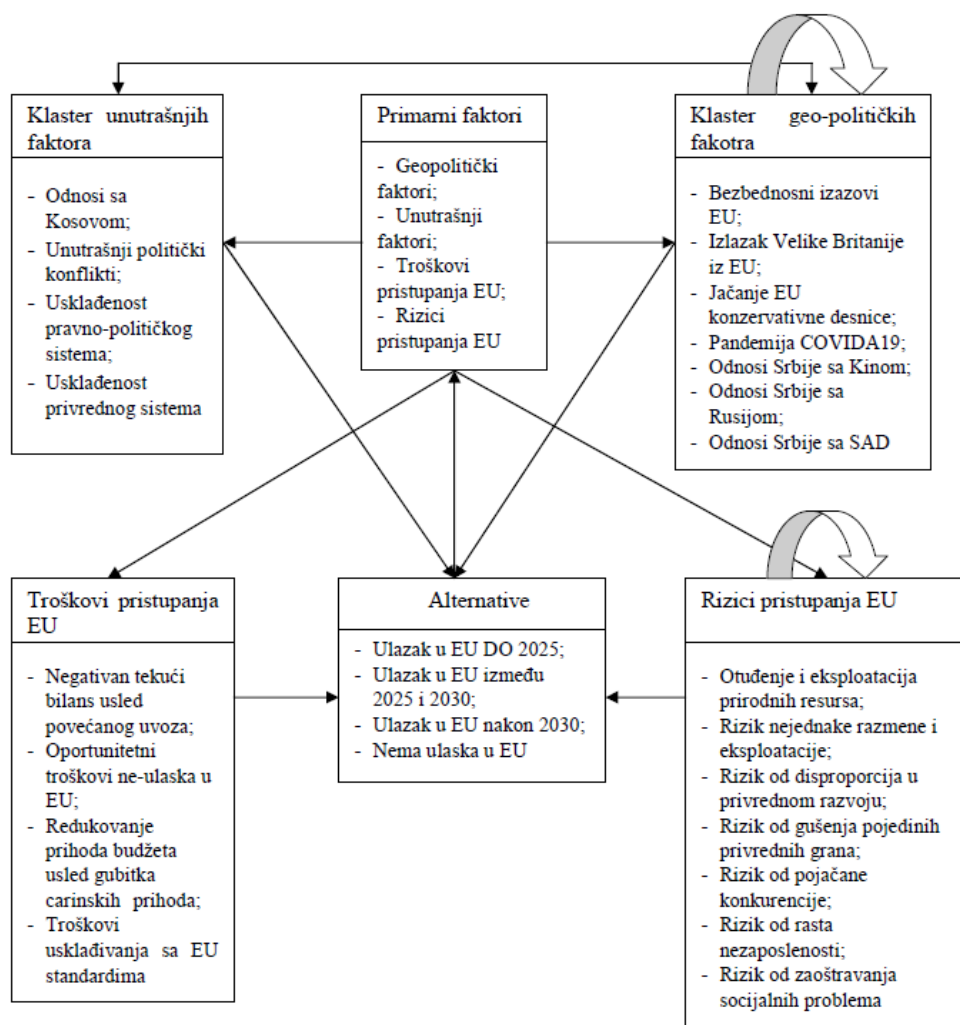 Klaster unutrašnjih
faktora
- Odnosi sa
Kosovom;
- Unutrašnji politički
konflikti;
- Usklađenost
pravno-političkog
sistema;
- Usklađenost
privrednog sistema
Primarni faktori
- Geopolitički
faktori;
- Unutrašnji
faktori;
- Troškovi
pristupanja EU;
- Rizici
pristupanja EU
Klaster geo-političkih
fakotra
- Bezbednosni izazovi
EU;
- Izlazak Velike Britanije
iz EU;
- Jačanje EU
konzervativne desnice;
- Pandemija COVIDA19;
- Odnosi Srbije sa Kinom;
- Odnosi Srbije sa
Rusijom;
- Odnosi Srbije sa SAD
Troškovi pristupanja
EU
- Negativan tekući
bilans usled
povećanog uvoza;
- Oportunitetni
troškovi ne-ulaska u
EU;
- Redukovanje
prihoda budžeta
usled gubitka
carinskih prihoda;
- Troškovi
usklađivanja sa EU
standardima
Alternative
- Ulazak u EU DO 2025;
- Ulazak u EU između
2025 i 2030;
- Ulazak u EU nakon 2030;
- Nema ulaska u EU
Rizici pristupanja EU
- Otuđenje i eksploatacija
prirodnih resursa;
- Rizik nejednake razmene i
eksploatacije;
- Rizik od disproporcija u
privrednom razvoju;
- Rizik od gušenja pojedinih
privrednih grana;
- Rizik od pojačane
konkurencije;
- Rizik od rasta
nezaposlenosti;
- Rizik od zaoštravanja
socijalnih problema